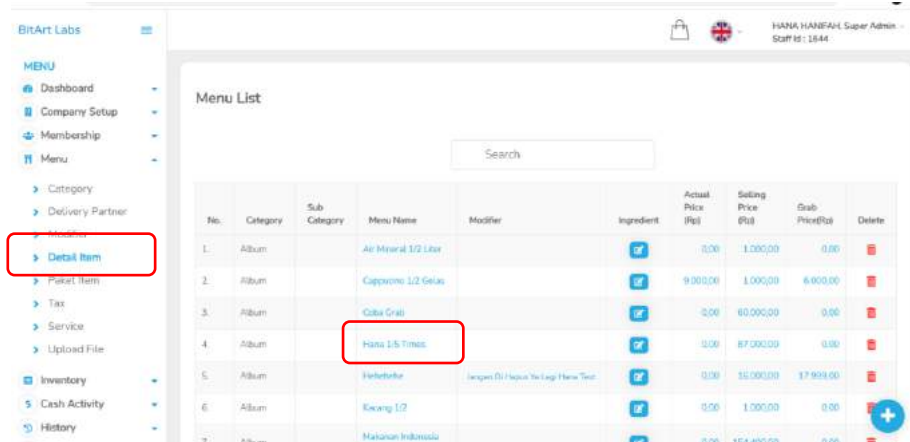 BitArt Labs
HANA HANIFAH, Super Admin
Staff Id : 1644
MENU
Dashboard
Company Setup
Membership
Menu
Category
Delivery Partner
Modifier
Detail Item
Paket Item
Tax
Service
Upload File
Inventory
Cash Activity
History
Menu List
Search
No. Category Sub Category Menu Name Modifier Ingredient Actual Price (Rp) Selling Price (Rp) Grab Price(Rp) Delete
1. Album Air Mineral 1/2 Liter 0,00 1.000,00 0,00
2. Album Cappucino 1/2 Gelas 9.000,00 1.000,00 6.000,00
3. Album Coba Grab 0,00 60.000,00 0,00
4. Album Hana 1/5 Times 0,00 87.000,00 0,00
5. Album Jangan Di Hapus Ya Lagi Hana Test 0,00 16.000,00 17.999,00
6. Album Kacang 1/2 0,00 1.000,00 0,00
7. Album Makanan Indonesia 0,00